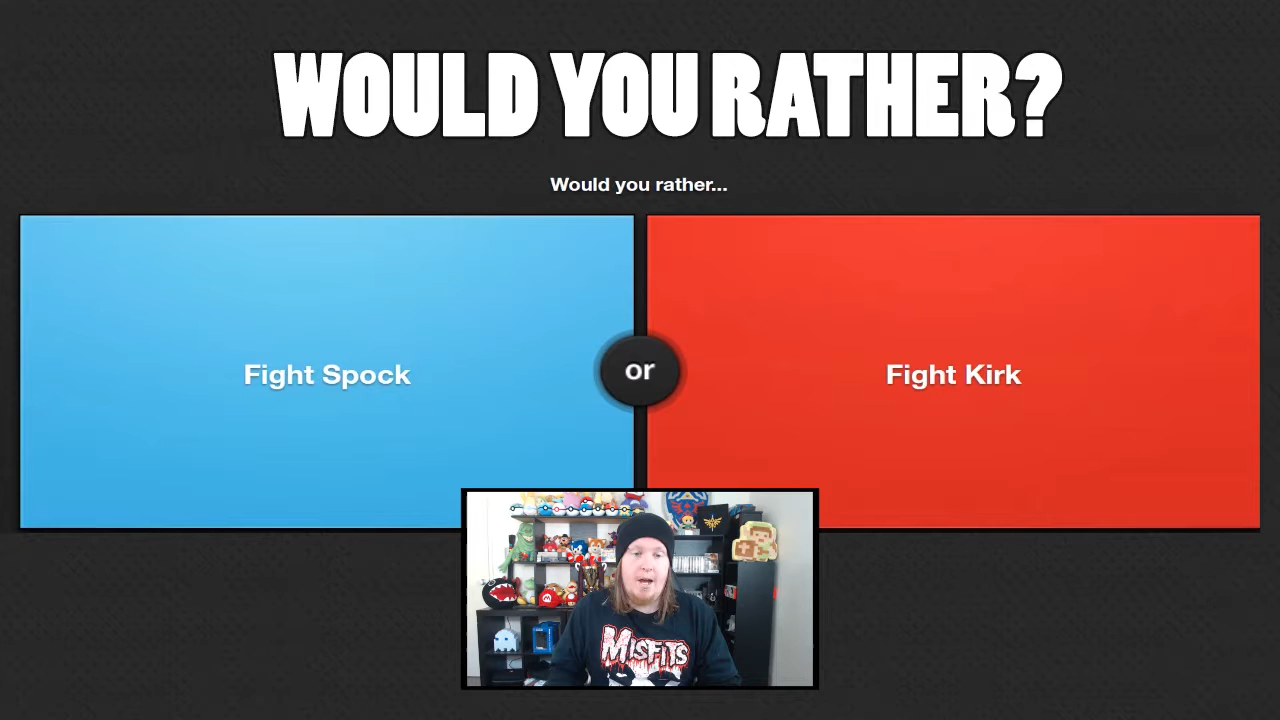 WOULD YOU RATHER?
Would you rather...
Fight Spock
or
Fight Kirk
MISFITS